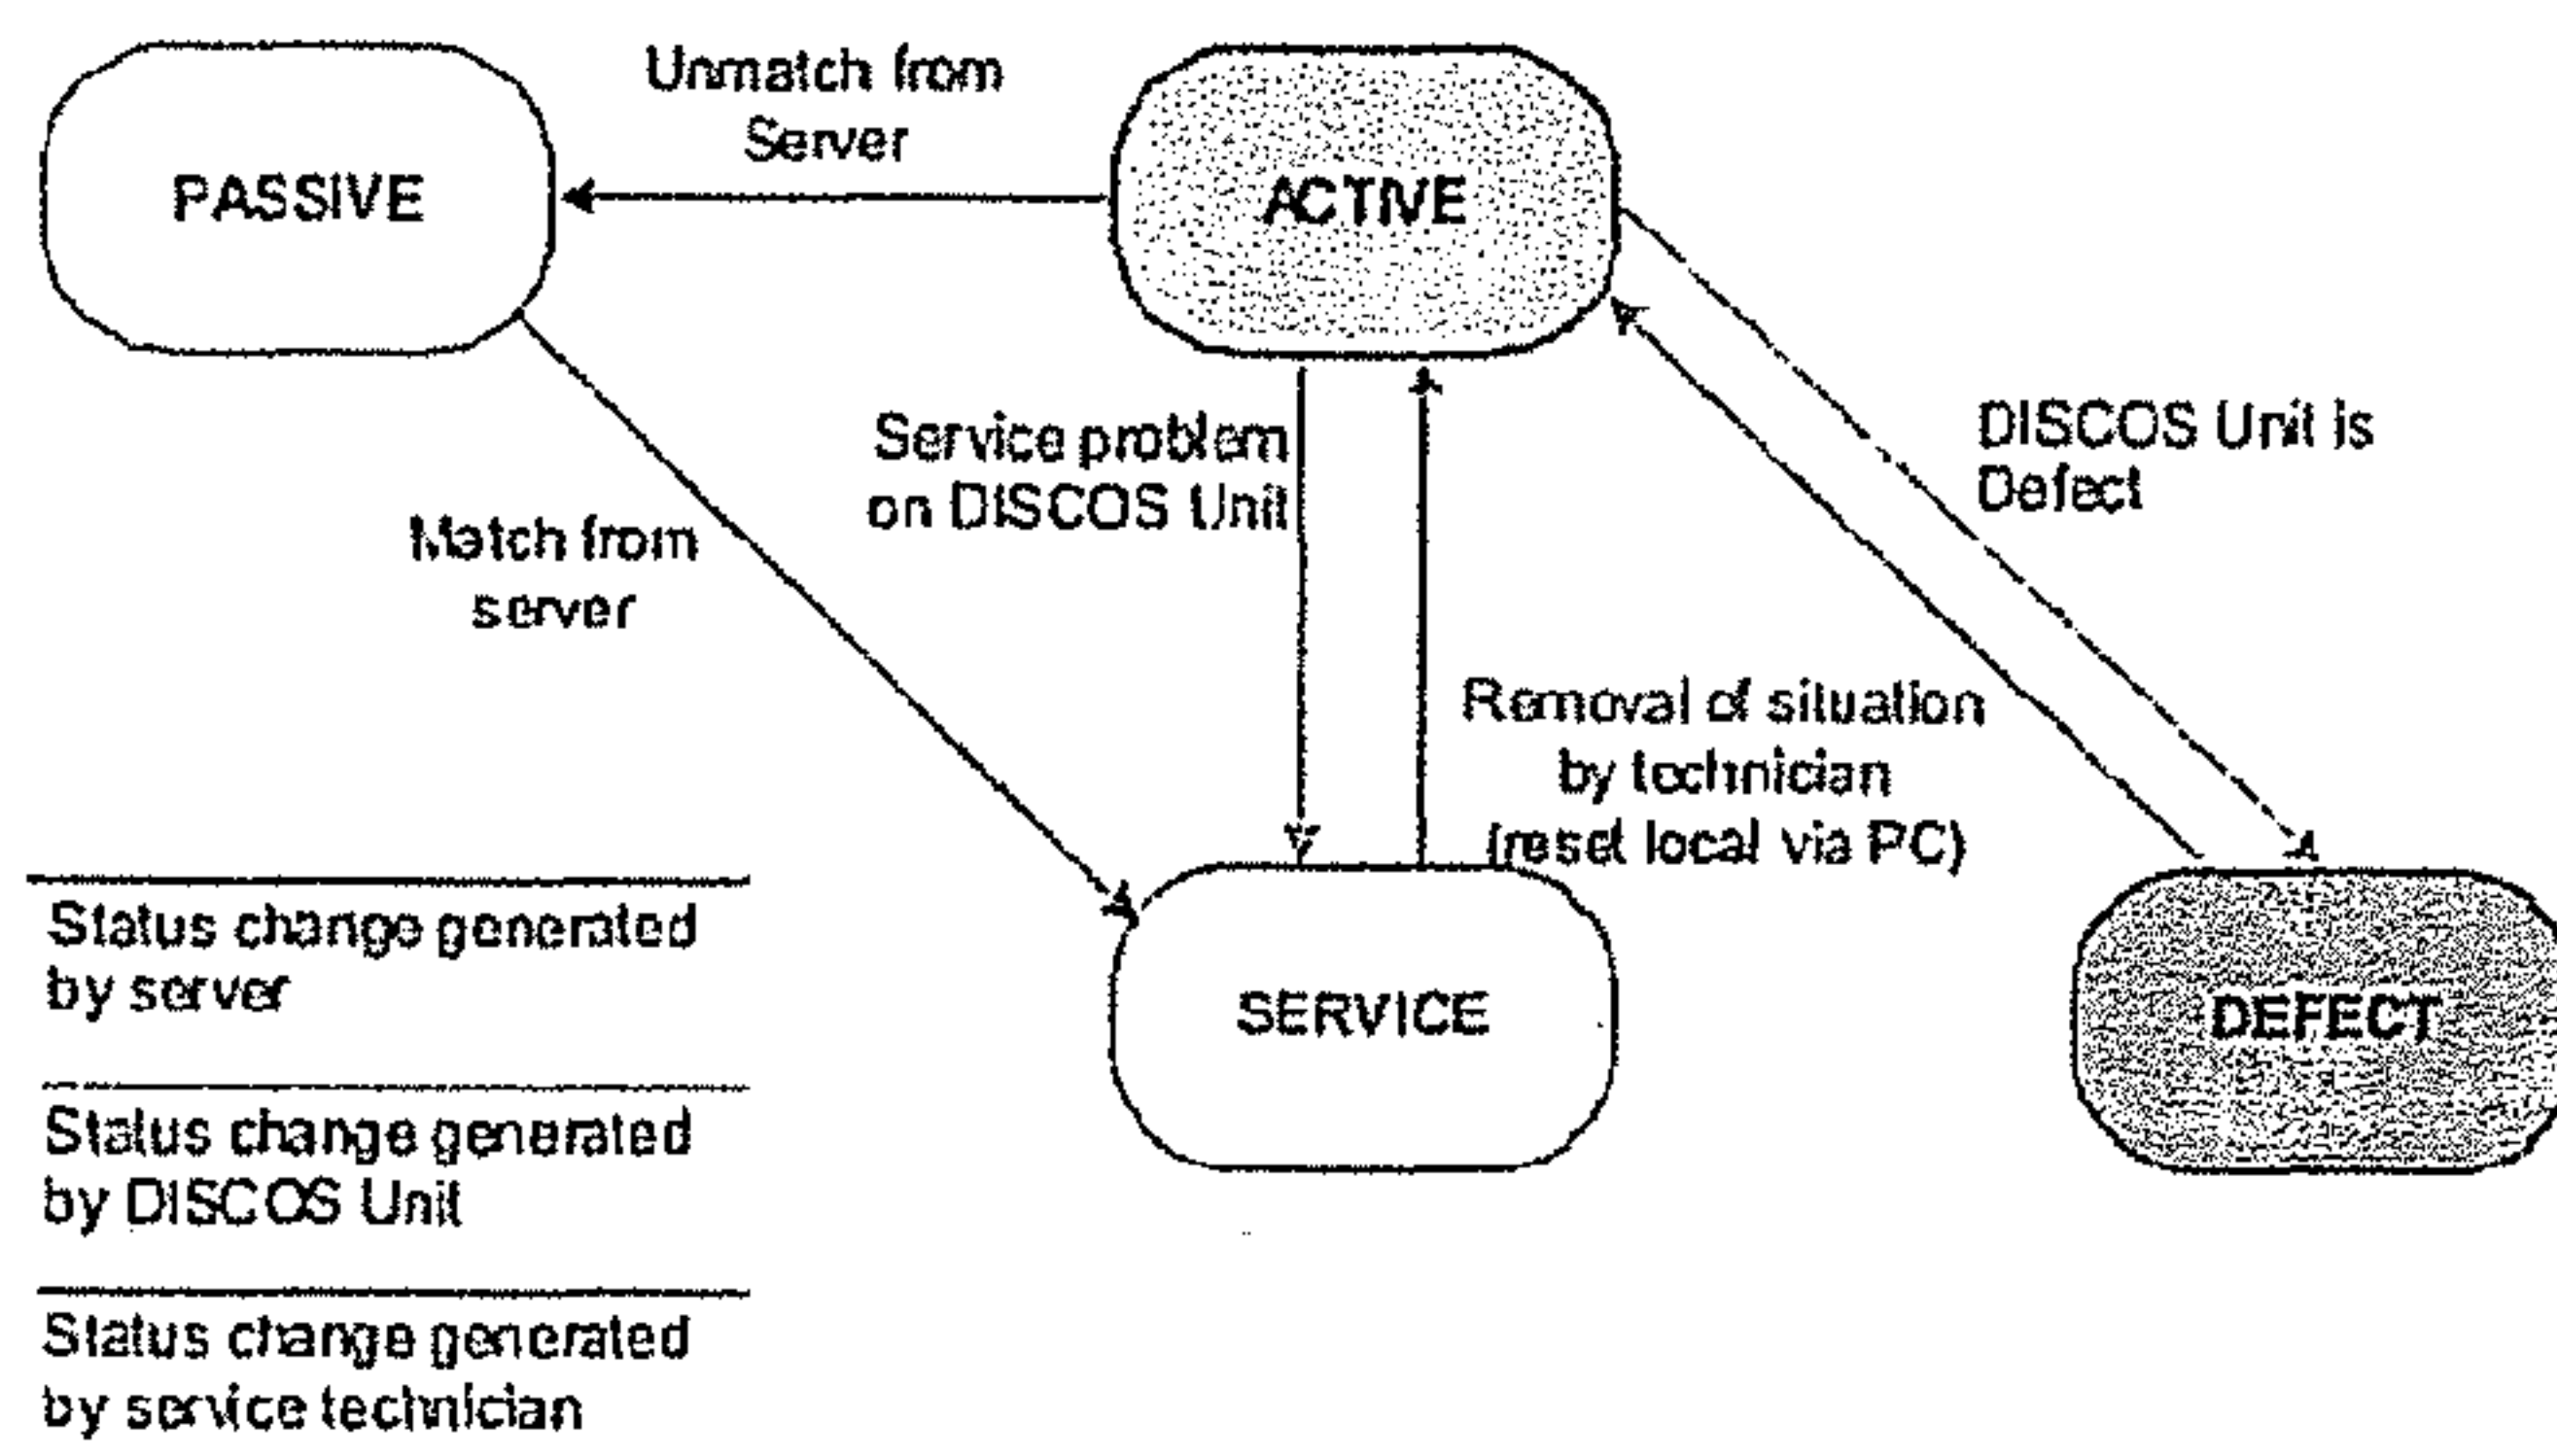 Unmatch from
Server
PASSIVE
ACTIVE
Service problem
on DISCOS Unit
DISCOS Unit is
Defect
Match from
server
Removal of situation
by technician
(reset local via PC)
SERVICE
DEFECT
Status change generated
by server
Status change generated
by DISCOS Unit
Status change generated
by service technician